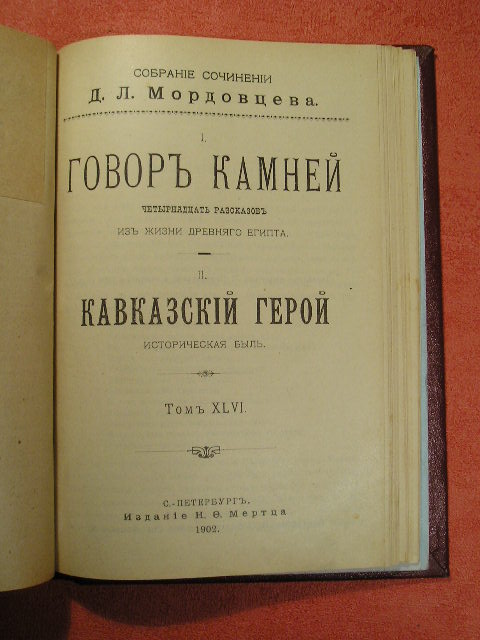 СОБРАНІЕ СОЧИНЕНІЙ
Д. Л. Мордовцева.
I.
ГОВОРЪ КАМНЕЙ
ЧЕТЫРНАДЦАТЬ РАЗСКАЗОВЪ
ИЗЪ ЖИЗНИ ДРЕВНЯГО ЕГИПТА.
II.
КАВКАЗСКІЙ ГЕРОЙ
ИСТОРИЧЕСКАЯ БЫЛЬ.
Томъ XLVI.
С.-ПЕТЕРБУРГЪ.
Изданіе Н. Ѳ. Мертца
1902.